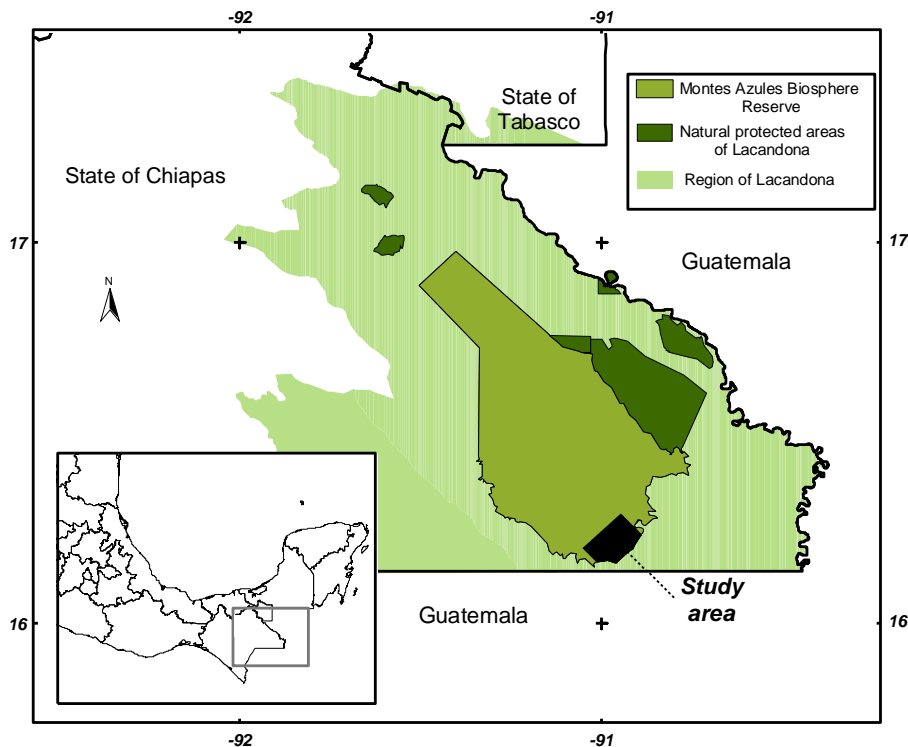 -92
-91
State of
Tabasco
Montes Azules Biosphere
Reserve
Natural protected areas
of Lacandona
Region of Lacandona
State of Chiapas
17
17
Guatemala
N
Study
area
Guatemala
16
16
-92
-91